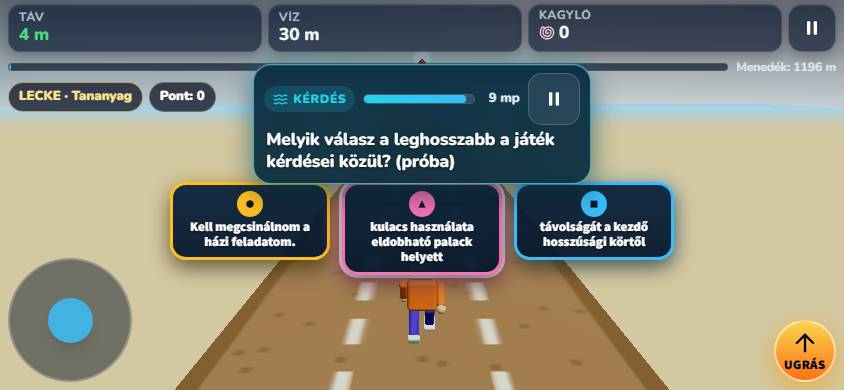 TÁV
4 m
VÍZ
30 m
KAGYLÓ
0
Menedék: 1196 m
LECKE · Tananyag
Pont: 0
KÉRDÉS
9 mp
Melyik válasz a leghosszabb a játék
kérdései közül? (próba)
Kell megcsinálnom a
házi feladatom.
kulacs használata
eldobható palack
helyett
távolságát a kezdő
hosszúsági körtől
UGRÁS